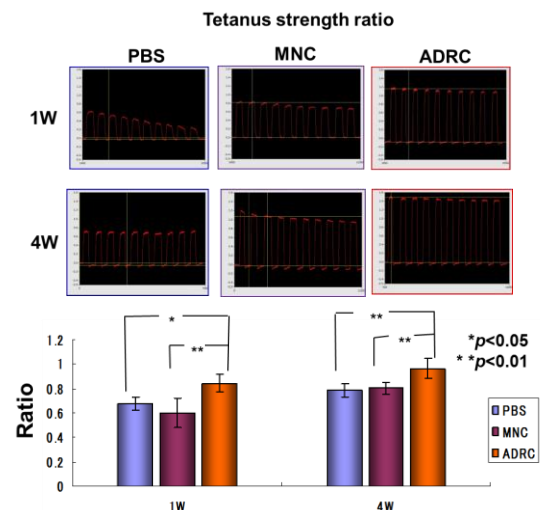 Tetanus strength ratio
PBS MNC ADRC
1W
4W
* **
** **
*p<0.05
**p<0.01
Ratio
1.2
1
0.8
0.6
0.4
0.2
0
PBS
MNC
ADRC
1W 4W